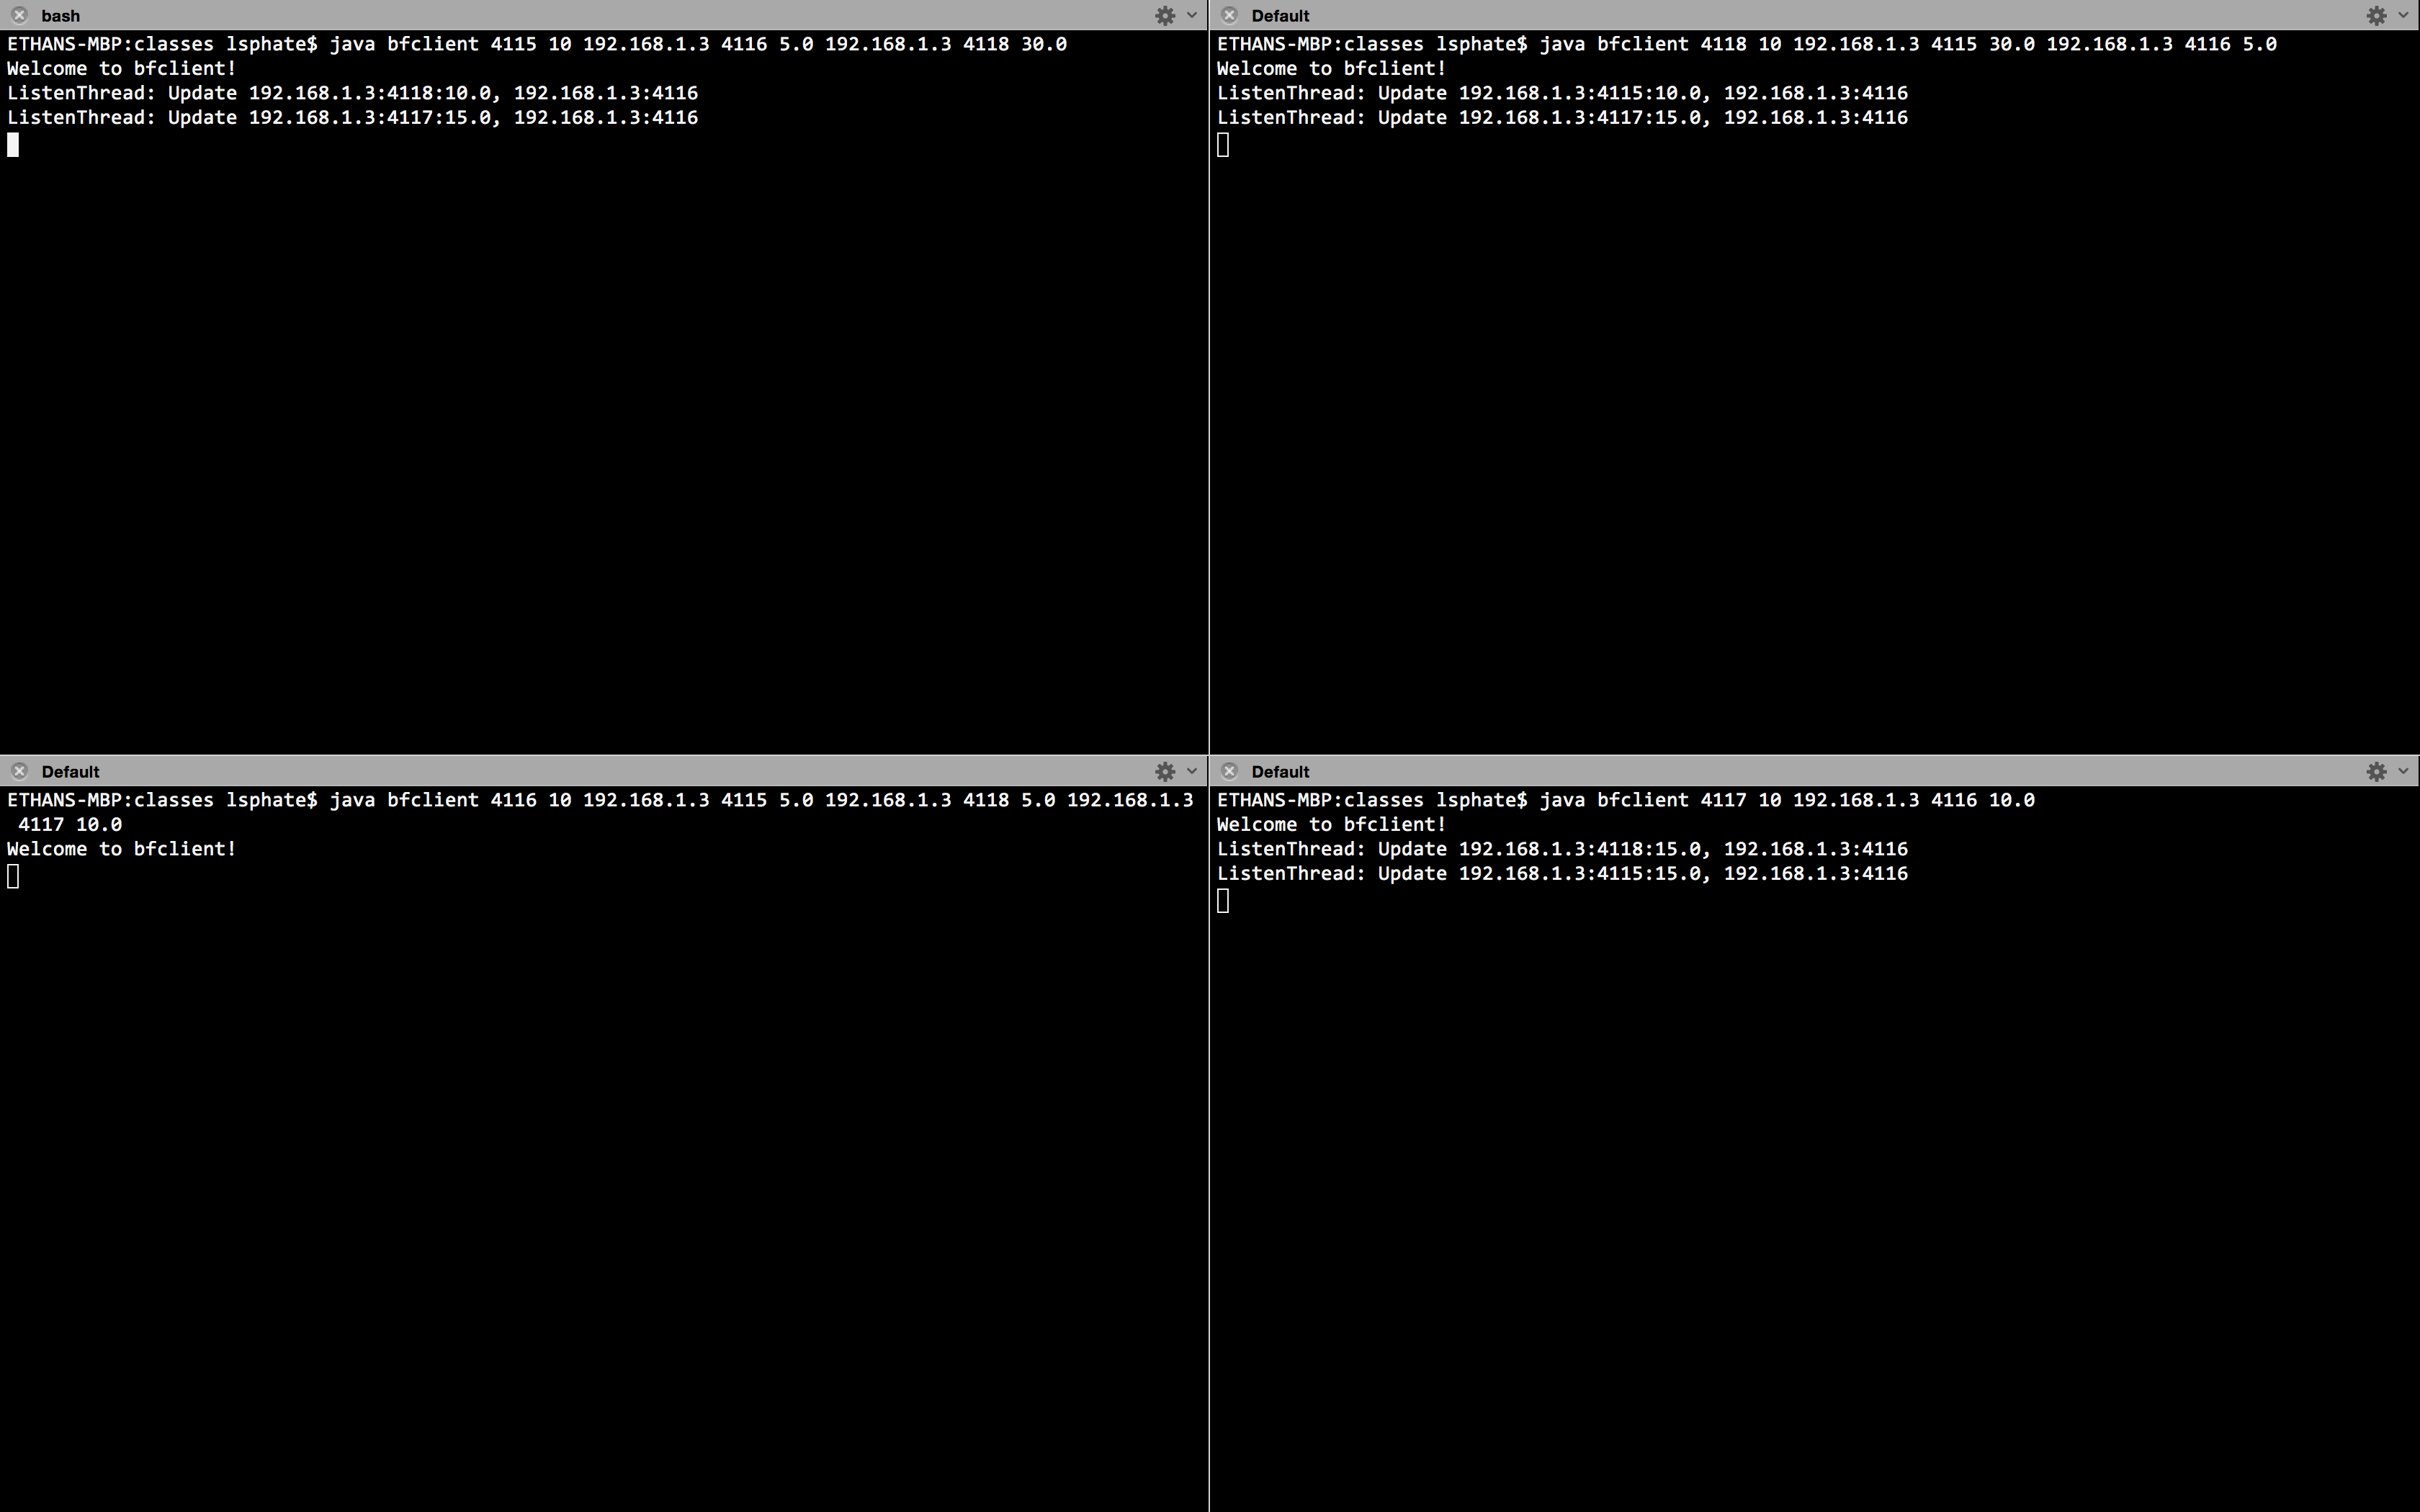 bash
ETHANS-MBP:classes lsphate$ java bfclient 4115 10 192.168.1.3 4116 5.0 192.168.1.3 4118 30.0
Welcome to bfclient!
ListenThread: Update 192.168.1.3:4118:10.0, 192.168.1.3:4116
ListenThread: Update 192.168.1.3:4117:15.0, 192.168.1.3:4116
Default
ETHANS-MBP:classes lsphate$ java bfclient 4118 10 192.168.1.3 4115 30.0 192.168.1.3 4116 5.0
Welcome to bfclient!
ListenThread: Update 192.168.1.3:4115:10.0, 192.168.1.3:4116
ListenThread: Update 192.168.1.3:4117:15.0, 192.168.1.3:4116
Default
ETHANS-MBP:classes lsphate$ java bfclient 4116 10 192.168.1.3 4115 5.0 192.168.1.3 4118 5.0 192.168.1.3
4117 10.0
Welcome to bfclient!
Default
ETHANS-MBP:classes lsphate$ java bfclient 4117 10 192.168.1.3 4116 10.0
Welcome to bfclient!
ListenThread: Update 192.168.1.3:4118:15.0, 192.168.1.3:4116
ListenThread: Update 192.168.1.3:4115:15.0, 192.168.1.3:4116